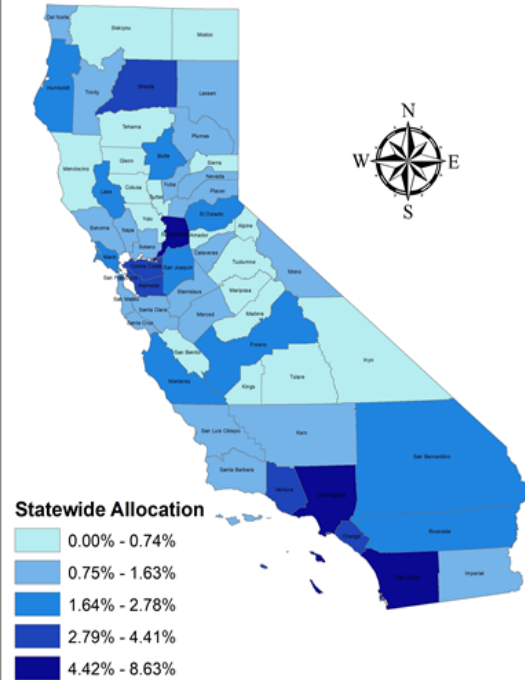 Del Norte
Siskiyou
Modoc
Humboldt
Trinity
Shasta
Lassen
Tehama
Plumas
Mendocino
Glenn
Butte
Sierra
Lake
Colusa
Yuba
Nevada
Placer
Sutter
Yolo
El Dorado
Sonoma
Napa
Amador
Alpine
Solano
Calaveras
Tuolumne
Mono
Marin
Contra Costa
San Joaquin
Alameda
Stanislaus
Mariposa
San Mateo
Santa Clara
Merced
Madera
Santa Cruz
San Benito
Fresno
Inyo
Monterey
Kings
Tulare
San Luis Obispo
Kern
San Bernardino
Santa Barbara
Ventura
Los Angeles
Orange
Riverside
San Diego
Imperial
N
W
E
S
Statewide Allocation
0.00% - 0.74%
0.75% - 1.63%
1.64% - 2.78%
2.79% - 4.41%
4.42% - 8.63%